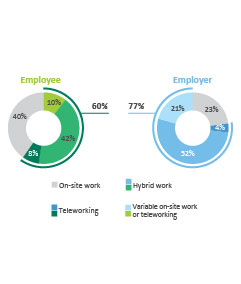 Employee
Employer
60%
77%
10%
40%
42%
8%
21%
23%
4%
52%
On-site work
Hybrid work
Teleworking
Variable on-site work
or teleworking